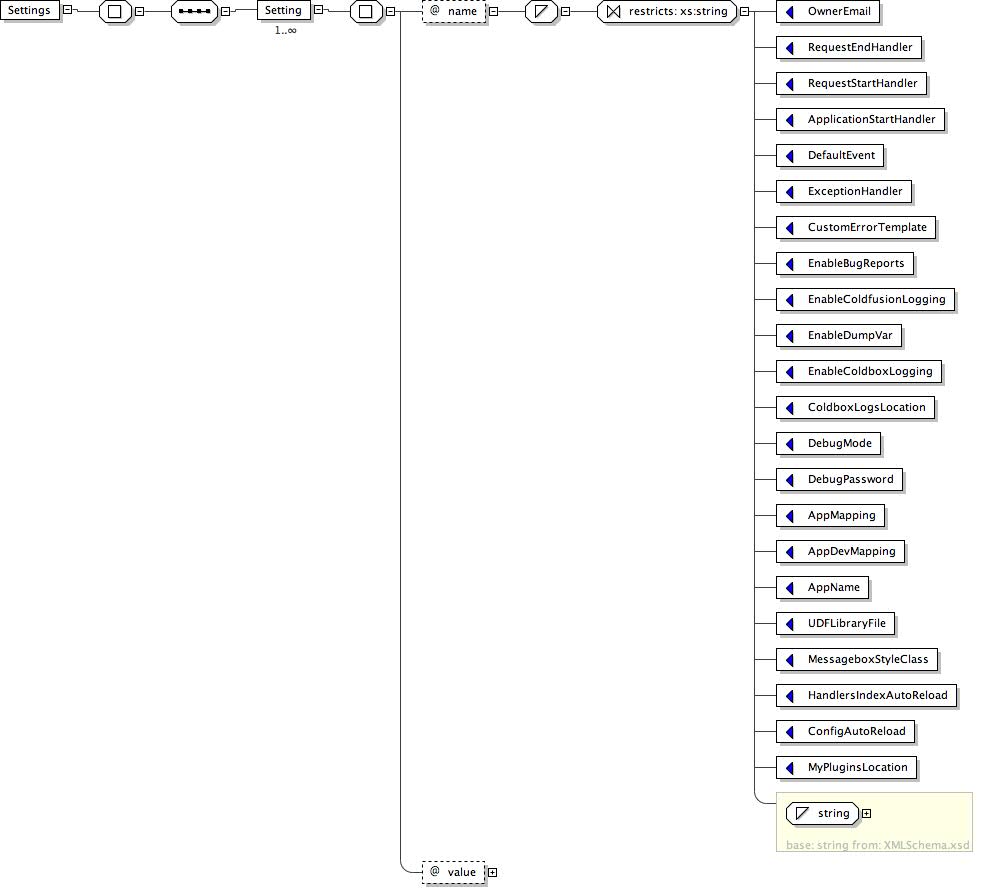 Settings
Setting
1..∞
@ name
restricts: xs:string
OwnerEmail
RequestEndHandler
RequestStartHandler
ApplicationStartHandler
DefaultEvent
ExceptionHandler
CustomErrorTemplate
EnableBugReports
EnableColdfusionLogging
EnableDumpVar
EnableColdboxLogging
ColdboxLogsLocation
DebugMode
DebugPassword
AppMapping
AppDevMapping
AppName
UDFLibraryFile
MessageboxStyleClass
HandlersIndexAutoReload
ConfigAutoReload
MyPluginsLocation
string
base: string from: XMLSchema.xsd
@ value